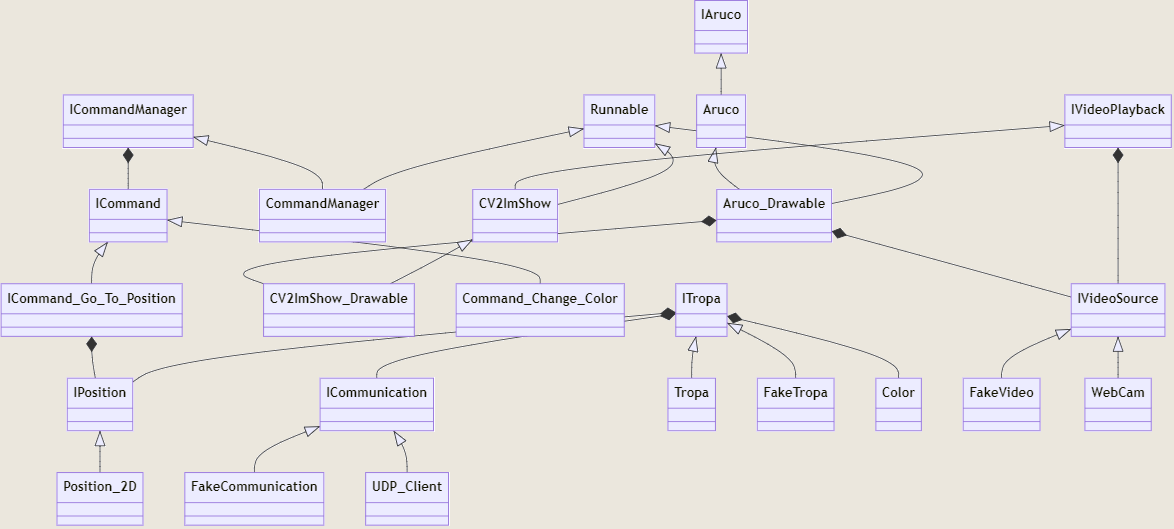 IAruco
ICommandManager
Runnable
Aruco
IVideoPlayback
ICommand
CommandManager
CV2ImShow
Aruco_Drawable
ICommand_Go_To_Position
CV2ImShow_Drawable
Command_Change_Color
ITropa
IVideoSource
IPosition
ICommunication
Tropa
FakeTropa
Color
FakeVideo
WebCam
Position_2D
FakeCommunication
UDP_Client